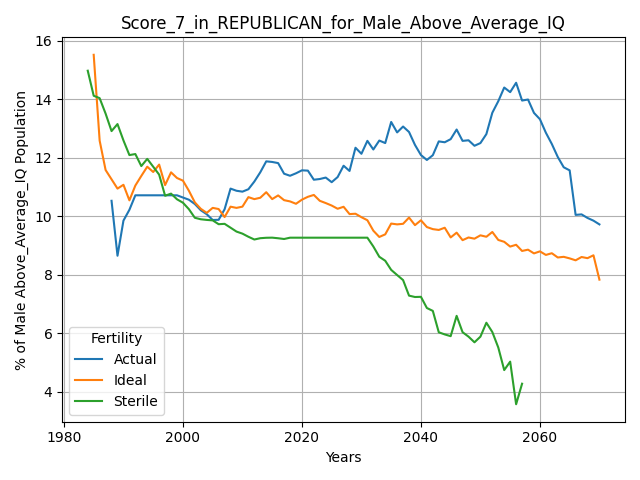 Score_7_in_REPUBLICAN_for_Male_Above_Average_IQ
% of Male Above_Average_IQ Population
16
14
12
10
8
6
4
Fertility
Actual
Ideal
Sterile
1980 2000 2020 2040 2060
Years